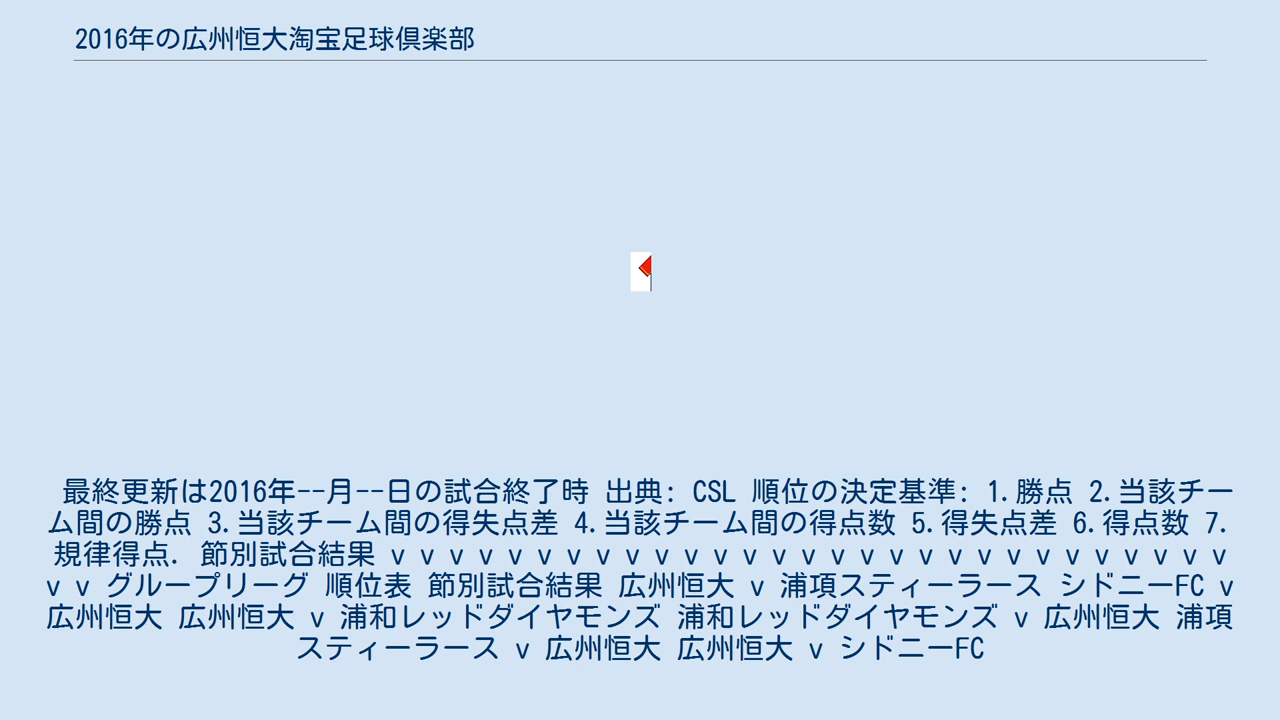 2016年の広州恒大淘宝足球倶楽部
最終更新は2016年--月--日の試合終了時 出典: CSL 順位の決定基準: 1.勝点 2.当該チー
ム間の勝点 3.当該チーム間の得失点差 4.当該チーム間の得点数 5.得失点差 6.得点数 7.
規律得点. 節別試合結果 v v v v v v v v v v v v v v v v v v v v v v v v v v v v v
v v グループリーグ 順位表 節別試合結果 広州恒大 v 浦項スティーラース シドニーFC v
広州恒大 広州恒大 v 浦和レッドダイヤモンズ 浦和レッドダイヤモンズ v 広州恒大 浦項
スティーラース v 広州恒大 広州恒大 v シドニーFC